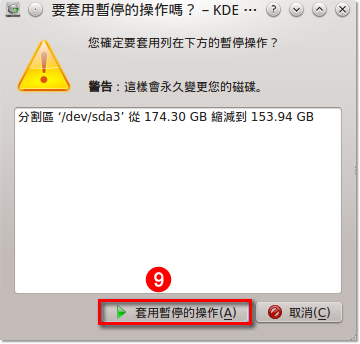 要套用暫停的操作嗎？ – KDE ...
您確定要套用列在下方的暫停操作？
警告：這樣會永久變更您的磁碟。
分割區 ‘/dev/sda3’ 從 174.30 GB 縮減到 153.94 GB
9
套用暫停的操作(A)
取消(C)